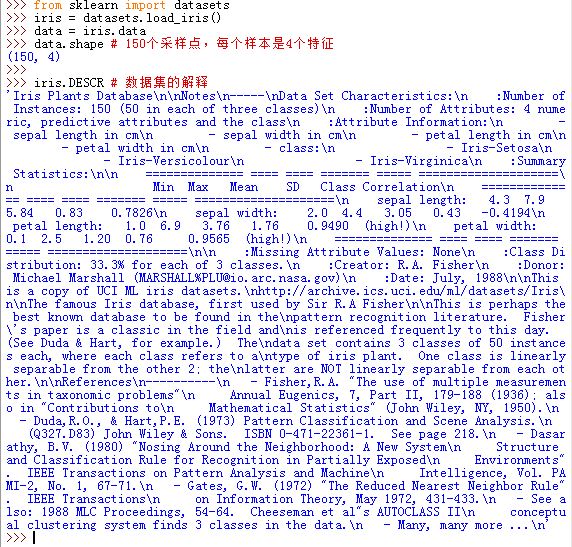 >>> from sklearn import datasets
>>> iris = datasets.load_iris()
>>> data = iris.data
>>> data.shape # 150个采样点，每个样本是4个特征
(150, 4)
>>>
>>> iris.DESCR # 数据集的解释
'Iris Plants Database\n\nNotes\n-----\nData Set Characteristics:\n    :Number of
Instances: 150 (50 in each of three classes)\n    :Number of Attributes: 4 nume
ric, predictive attributes and the class\n    :Attribute Information:\n        -
sepal length in cm\n        - sepal width in cm\n        - petal length in cm\n
        - petal width in cm\n        - class:\n                - Iris-Setosa\n
                - Iris-Versicolour\n                - Iris-Virginica\n    :Summary
Statistics:\n\n    ============== ==== ==== ======= ===== ====================\
n                    Min  Max   Mean    SD   Class Correlation\n    ============
== ==== ==== ======= ===== ====================\n    sepal length:   4.3  7.9
5.84   0.83    0.7826\n    sepal width:    2.0  4.4   3.05   0.43   -0.4194\n
petal length:   1.0  6.9   3.76   1.76    0.9490  (high!)\n    petal width:
0.1  2.5   1.20  0.76     0.9565  (high!)\n    ============== ==== ==== =======
===== ====================\n\n    :Missing Attribute Values: None\n    :Class Di
stribution: 33.3% for each of 3 classes.\n    :Creator: R.A. Fisher\n    :Donor:
Michael Marshall (MARSHALL%PLU@io.arc.nasa.gov)\n    :Date: July, 1988\n\nThis
is a copy of UCI ML iris datasets.\nhttp://archive.ics.uci.edu/ml/datasets/Iris\
n\nThe famous Iris database, first used by Sir R.A Fisher\n\nThis is perhaps the
best known database to be found in the\npattern recognition literature.  Fisher
\'s paper is a classic in the field and\nis referenced frequently to this day.
(See Duda & Hart, for example.)  The\ndata set contains 3 classes of 50 instance
s each, where each class refers to a\ntype of iris plant.  One class is linearly
separable from the other 2; the\nlatter are NOT linearly separable from each ot
her.\n\nReferences\n----------\n   - Fisher,R.A. "The use of multiple measuremen
ts in taxonomic problems"\n     Annual Eugenics, 7, Part II, 179-188 (1936); als
o in "Contributions to\n     Mathematical Statistics" (John Wiley, NY, 1950).\n
- Duda,R.O., & Hart,P.E. (1973) Pattern Classification and Scene Analysis.\n
(Q327.D83) John Wiley & Sons.  ISBN 0-471-22361-1.  See page 218.\n   - Dasar
athy, B.V. (1980) "Nosing Around the Neighborhood: A New System\n     Structure
and Classification Rule for Recognition in Partially Exposed\n     Environments"
.  IEEE Transactions on Pattern Analysis and Machine\n     Intelligence, Vol. PA
MI-2, No. 1, 67-71.\n   - Gates, G.W. (1972) "The Reduced Nearest Neighbor Rule"
.  IEEE Transactions\n     on Information Theory, May 1972, 431-433.\n   - See a
lso: 1988 MLC Proceedings, 54-64.  Cheeseman et al"s AUTOCLASS II\n     conceptu
al clustering system finds 3 classes in the data.\n   - Many, many more ...\n'
>>>